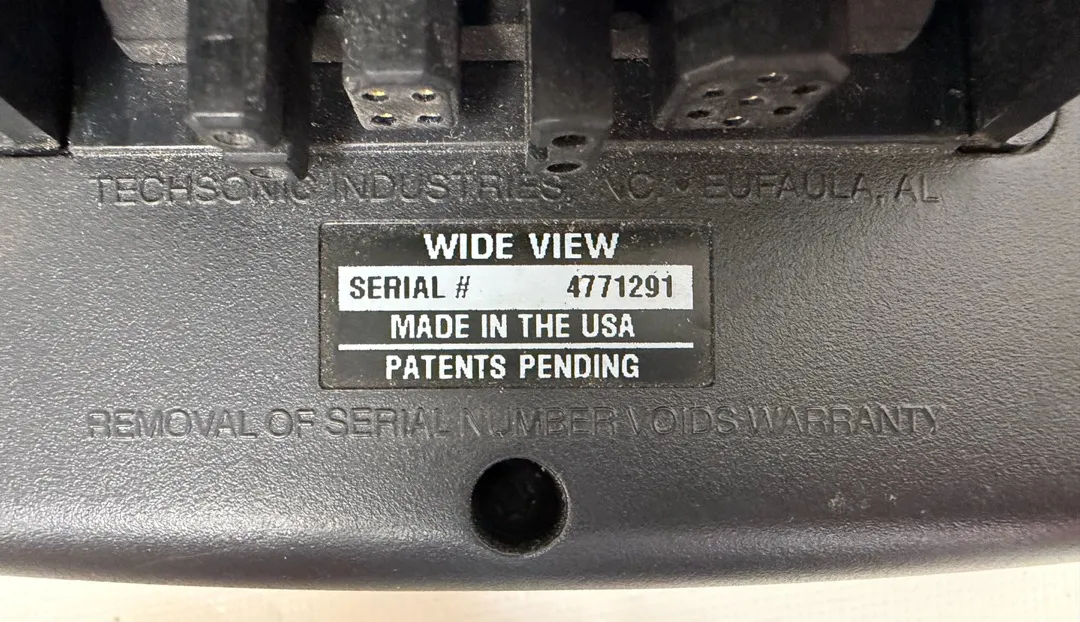 TECHSONIC INDUSTRIES, INC. • EUFAULA, AL
WIDE VIEW
SERIAL # 4771291
MADE IN THE USA
PATENTS PENDING
REMOVAL OF SERIAL NUMBER VOIDS WARRANTY